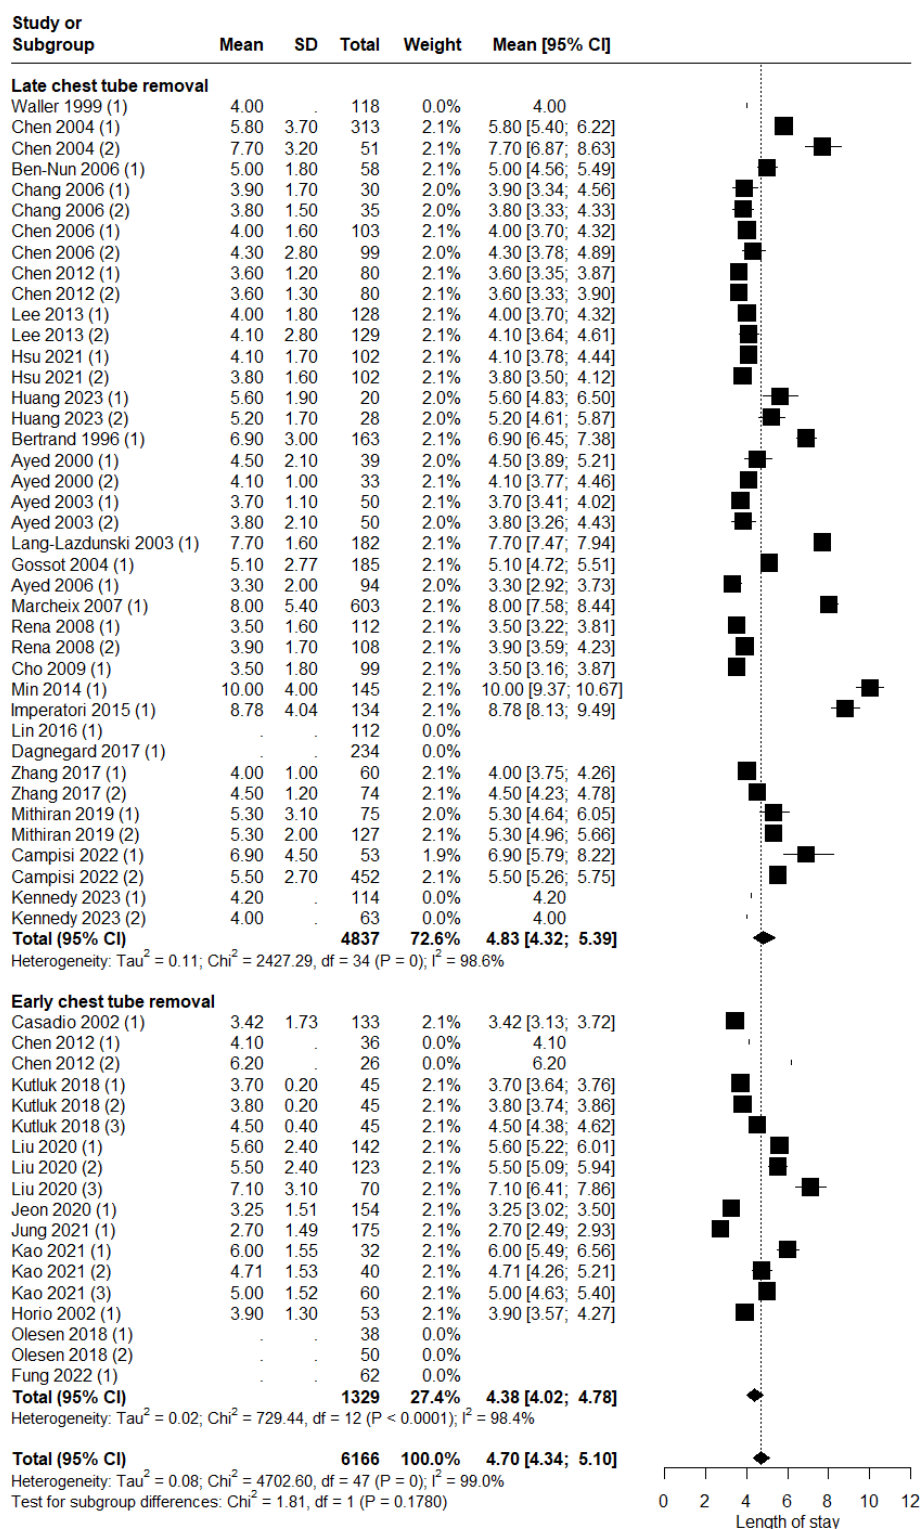 Study or
Subgroup Mean SD Total Weight Mean [95% CI]
Late chest tube removal
Waller 1999 (1) 4.00 . 118 0.0% 4.00
Chen 2004 (1) 5.80 3.70 313 2.1% 5.80 [5.40; 6.22]
Chen 2004 (2) 7.70 3.20 51 2.1% 7.70 [6.87; 8.63]
Ben-Nun 2006 (1) 5.00 1.80 58 2.1% 5.00 [4.56; 5.49]
Chang 2006 (1) 3.90 1.70 30 2.0% 3.90 [3.34; 4.56]
Chang 2006 (2) 3.80 1.50 35 2.0% 3.80 [3.33; 4.33]
Chen 2006 (1) 4.00 1.60 103 2.1% 4.00 [3.70; 4.32]
Chen 2006 (2) 4.30 2.80 99 2.0% 4.30 [3.78; 4.89]
Chen 2012 (1) 3.60 1.20 80 2.1% 3.60 [3.35; 3.87]
Chen 2012 (2) 3.60 1.30 80 2.1% 3.60 [3.33; 3.90]
Lee 2013 (1) 4.00 1.80 128 2.1% 4.00 [3.70; 4.32]
Lee 2013 (2) 4.10 2.80 129 2.1% 4.10 [3.64; 4.61]
Hsu 2021 (1) 4.10 1.70 102 2.1% 4.10 [3.78; 4.44]
Hsu 2021 (2) 3.80 1.60 102 2.1% 3.80 [3.50; 4.12]
Huang 2023 (1) 5.60 1.90 20 2.0% 5.60 [4.83; 6.50]
Huang 2023 (2) 5.20 1.70 28 2.0% 5.20 [4.61; 5.87]
Bertrand 1996 (1) 6.90 3.00 163 2.1% 6.90 [6.45; 7.38]
Ayed 2000 (1) 4.50 2.10 39 2.0% 4.50 [3.89; 5.21]
Ayed 2000 (2) 4.10 1.00 33 2.1% 4.10 [3.77; 4.46]
Ayed 2003 (1) 3.70 1.10 50 2.1% 3.70 [3.41; 4.02]
Ayed 2003 (2) 3.80 2.10 50 2.0% 3.80 [3.26; 4.43]
Lang-Lazdunski 2003 (1) 7.70 1.60 182 2.1% 7.70 [7.47; 7.94]
Gossot 2004 (1) 5.10 2.77 185 2.1% 5.10 [4.72; 5.51]
Ayed 2006 (1) 3.30 2.00 94 2.1% 3.30 [2.92; 3.73]
Marcheix 2007 (1) 8.00 5.40 603 2.1% 8.00 [7.58; 8.44]
Rena 2008 (1) 3.50 1.60 112 2.1% 3.50 [3.22; 3.81]
Rena 2008 (2) 3.90 1.70 108 2.1% 3.90 [3.59; 4.23]
Cho 2009 (1) 3.50 1.80 99 2.1% 3.50 [3.16; 3.87]
Min 2014 (1) 10.00 4.00 145 2.1% 10.00 [9.37; 10.67]
Imperatori 2015 (1) 8.78 4.04 134 2.1% 8.78 [8.13; 9.49]
Lin 2016 (1) . . 112 0.0%
Dagnegard 2017 (1) . . 234 0.0%
Zhang 2017 (1) 4.00 1.00 60 2.1% 4.00 [3.75; 4.26]
Zhang 2017 (2) 4.50 1.20 74 2.1% 4.50 [4.23; 4.78]
Mithiran 2019 (1) 5.30 3.10 75 2.0% 5.30 [4.64; 6.05]
Mithiran 2019 (2) 5.30 2.00 127 2.1% 5.30 [4.96; 5.66]
Campisi 2022 (1) 6.90 4.50 53 1.9% 6.90 [5.79; 8.22]
Campisi 2022 (2) 5.50 2.70 452 2.1% 5.50 [5.26; 5.75]
Kennedy 2023 (1) 4.20 . 114 0.0% 4.20
Kennedy 2023 (2) 4.00 . 63 0.0% 4.00
Total (95% CI) 4837 72.6% 4.83 [4.32; 5.39]
Heterogeneity: Tau² = 0.11; Chi² = 2427.29, df = 34 (P = 0); I² = 98.6%
Early chest tube removal
Casadio 2002 (1) 3.42 1.73 133 2.1% 3.42 [3.13; 3.72]
Chen 2012 (1) 4.10 . 36 0.0% 4.10
Chen 2012 (2) 6.20 . 26 0.0% 6.20
Kutluk 2018 (1) 3.70 0.20 45 2.1% 3.70 [3.64; 3.76]
Kutluk 2018 (2) 3.80 0.20 45 2.1% 3.80 [3.74; 3.86]
Kutluk 2018 (3) 4.50 0.40 45 2.1% 4.50 [4.38; 4.62]
Liu 2020 (1) 5.60 2.40 142 2.1% 5.60 [5.22; 6.01]
Liu 2020 (2) 5.50 2.40 123 2.1% 5.50 [5.09; 5.94]
Liu 2020 (3) 7.10 3.10 70 2.1% 7.10 [6.41; 7.86]
Jeon 2020 (1) 3.25 1.51 154 2.1% 3.25 [3.02; 3.50]
Jung 2021 (1) 2.70 1.49 175 2.1% 2.70 [2.49; 2.93]
Kao 2021 (1) 6.00 1.55 32 2.1% 6.00 [5.49; 6.56]
Kao 2021 (2) 4.71 1.53 40 2.1% 4.71 [4.26; 5.21]
Kao 2021 (3) 5.00 1.52 60 2.1% 5.00 [4.63; 5.40]
Horio 2002 (1) 3.90 1.30 53 2.1% 3.90 [3.57; 4.27]
Olesen 2018 (1) . . 38 0.0%
Olesen 2018 (2) . . 50 0.0%
Fung 2022 (1) . . 62 0.0%
Total (95% CI) 1329 27.4% 4.38 [4.02; 4.78]
Heterogeneity: Tau² = 0.02; Chi² = 729.44, df = 12 (P < 0.0001); I² = 98.4%
Total (95% CI) 6166 100.0% 4.70 [4.34; 5.10]
Heterogeneity: Tau² = 0.08; Chi² = 4702.60, df = 47 (P = 0); I² = 99.0%
Test for subgroup differences: Chi² = 1.81, df = 1 (P = 0.1780)
0 2 4 6 8 10 12
Length of stay